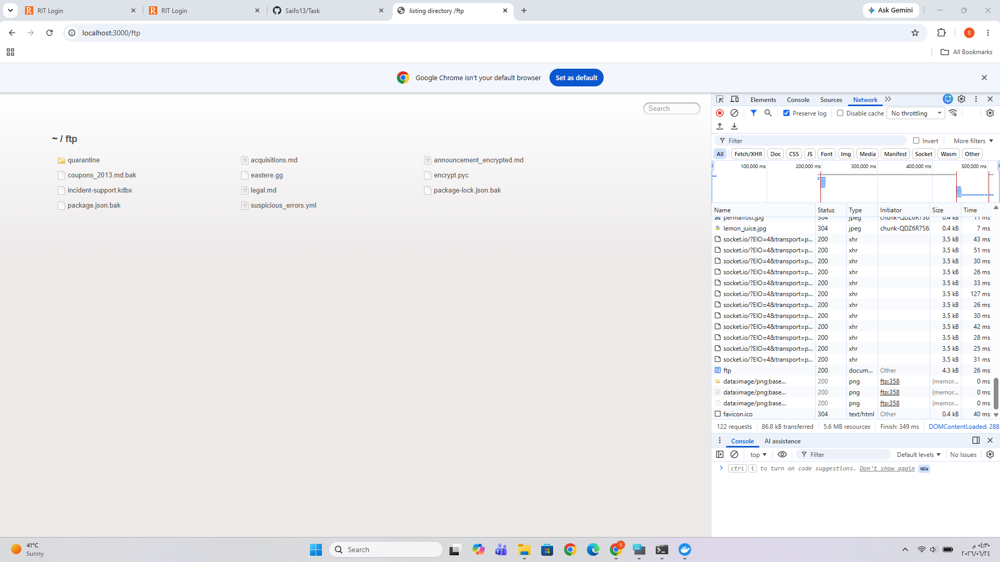 RIT Login
RIT Login
Saifo13/Task
listing directory /ftp
Ask Gemini
localhost:3000/ftp
S
All Bookmarks
Google Chrome isn't your default browser
Set as default
Search
~ / ftp
quarantine
acquisitions.md
announcement_encrypted.md
coupons_2013.md.bak
eastere.gg
encrypt.pyc
incident-support.kdbx
legal.md
package-lock.json.bak
package.json.bak
suspicious_errors.yml
Elements Console Sources Network
Preserve log Disable cache No throttling
Filter Invert More filters
All Fetch/XHR Doc CSS JS Font Img Media Manifest Socket Wasm Other
100,000 ms 200,000 ms 300,000 ms 400,000 ms 500,000 ms
Name Status Type Initiator Size Time
permafrost.jpg 304 jpeg chunk-QDZ6R7S6. 0.4 kB 11 ms
lemon_juice.jpg 304 jpeg chunk-QDZ6R7S6. 0.4 kB 7 ms
socket.io/?EIO=4&transport=p... 200 xhr 3.5 kB 43 ms
socket.io/?EIO=4&transport=p... 200 xhr 3.5 kB 51 ms
socket.io/?EIO=4&transport=p... 200 xhr 3.5 kB 30 ms
socket.io/?EIO=4&transport=p... 200 xhr 3.5 kB 26 ms
socket.io/?EIO=4&transport=p... 200 xhr 3.5 kB 33 ms
socket.io/?EIO=4&transport=p... 200 xhr 3.5 kB 127 ms
socket.io/?EIO=4&transport=p... 200 xhr 3.5 kB 26 ms
socket.io/?EIO=4&transport=p... 200 xhr 3.5 kB 30 ms
socket.io/?EIO=4&transport=p... 200 xhr 3.5 kB 42 ms
socket.io/?EIO=4&transport=p... 200 xhr 3.5 kB 28 ms
socket.io/?EIO=4&transport=p... 200 xhr 3.5 kB 25 ms
socket.io/?EIO=4&transport=p... 200 xhr 3.5 kB 31 ms
ftp 200 docum... Other 4.3 kB 26 ms
data:image/png;base... 200 png ftp:358 (memor... 0 ms
data:image/png;base... 200 png ftp:358 (memor... 0 ms
data:image/png;base... 200 png ftp:358 (memor... 0 ms
favicon.ico 304 text/html Other 0.4 kB 40 ms
122 requests 86.8 kB transferred 5.6 MB resources Finish: 349 ms DOMContentLoaded: 288
Console AI assistance
top Filter Default levels No Issues
ctrl i to turn on code suggestions. Don't show again NEW
41°C
Sunny
Search
٠٤:٣٠ م
٢٠٢٦/٠٦/٢٤